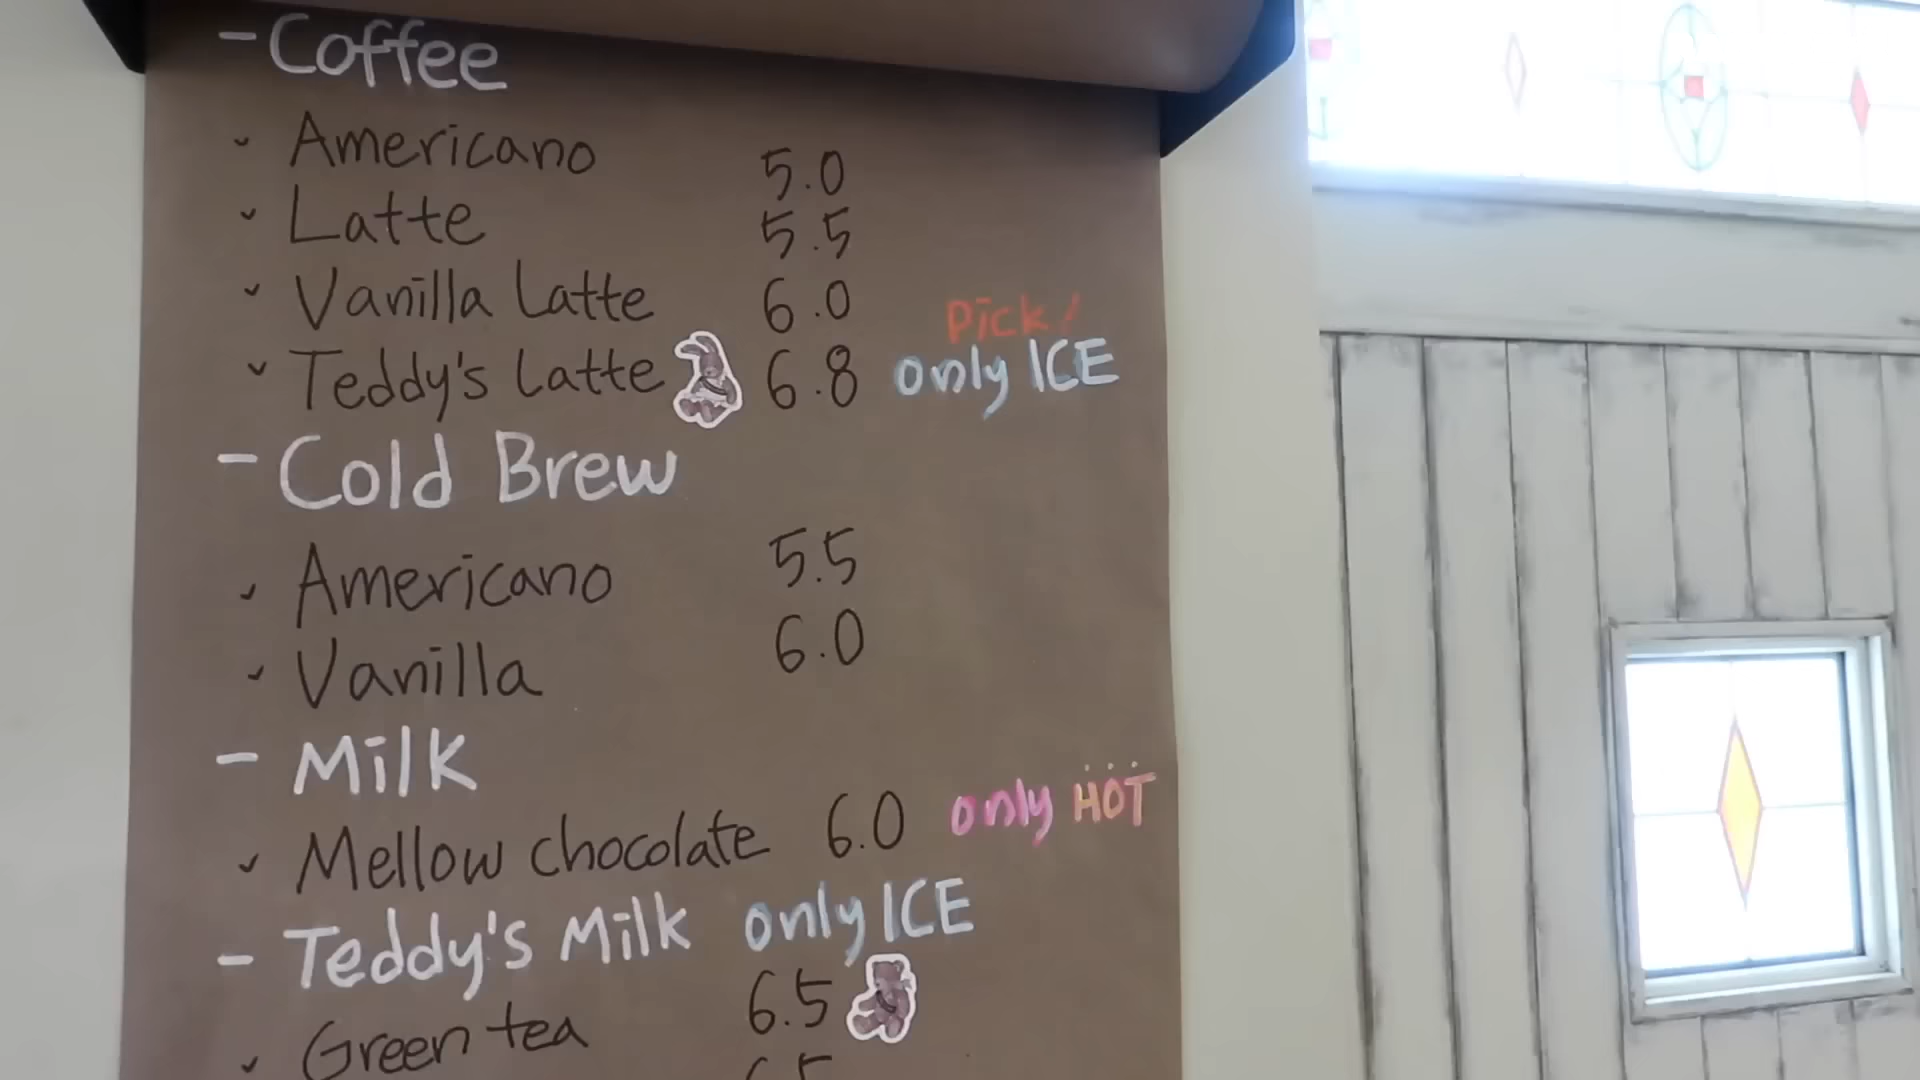 - Coffee
Americano 5.0
Latte 5.5
Vanilla Latte 6.0
Pick!
Teddy's Latte 6.8 only ICE
- Cold Brew
Americano 5.5
Vanilla 6.0
- Milk
Mellow chocolate 6.0 only HOT
- Teddy's Milk only ICE
Green tea 6.5